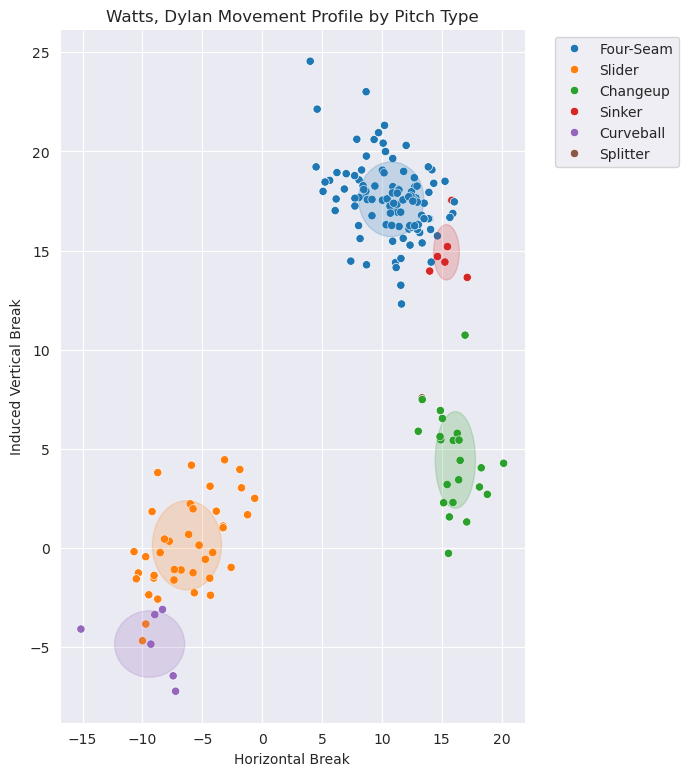 Watts, Dylan Movement Profile by Pitch Type
25
20
15
10
5
0
−5
Induced Vertical Break
−15
−10
−5
0
5
10
15
20
Horizontal Break
Four-Seam
Slider
Changeup
Sinker
Curveball
Splitter